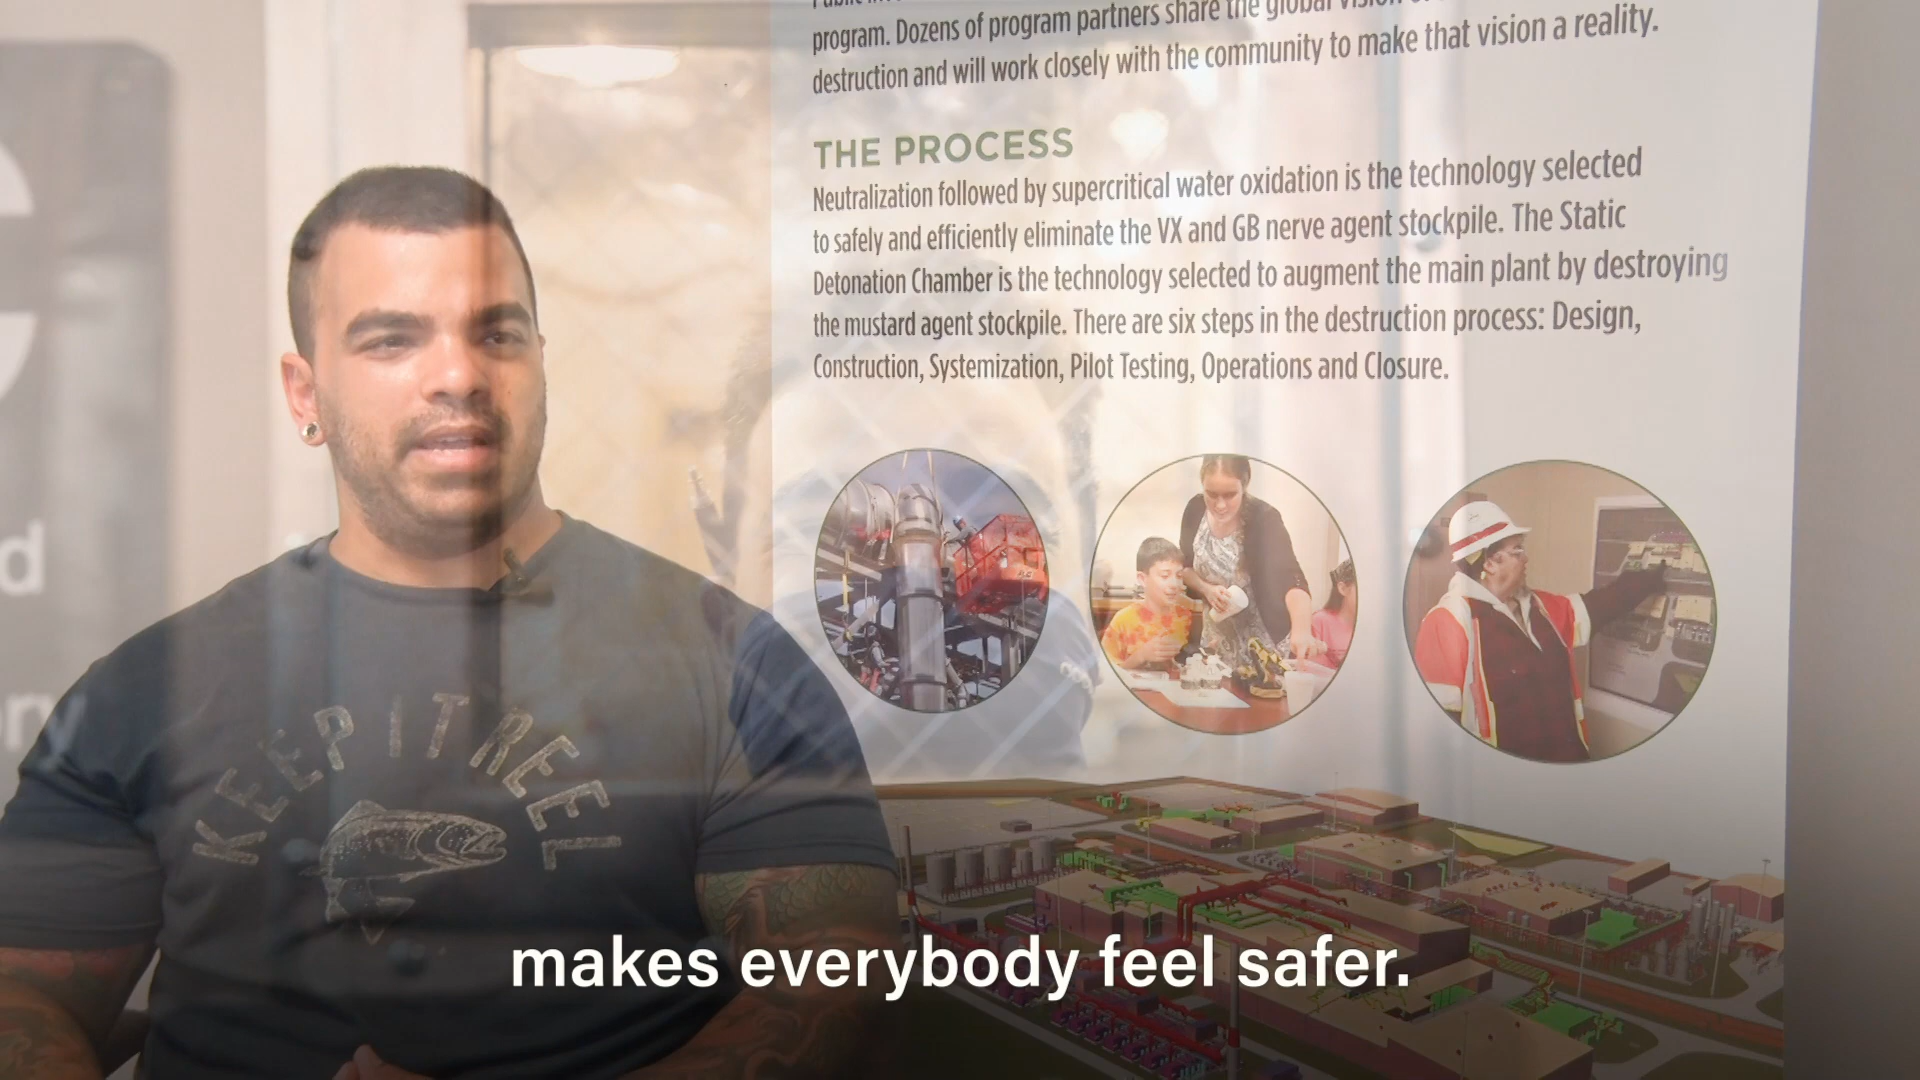 program. Dozens of program partners share the global vision
destruction and will work closely with the community to make that vision a reality.
THE PROCESS
Neutralization followed by supercritical water oxidation is the technology selected
to safely and efficiently eliminate the VX and GB nerve agent stockpile. The Static
Detonation Chamber is the technology selected to augment the main plant by destroying
the mustard agent stockpile. There are six steps in the destruction process: Design,
Construction, Systemization, Pilot Testing, Operations and Closure.
d
ory
KEEP IT REEL
makes everybody feel safer.